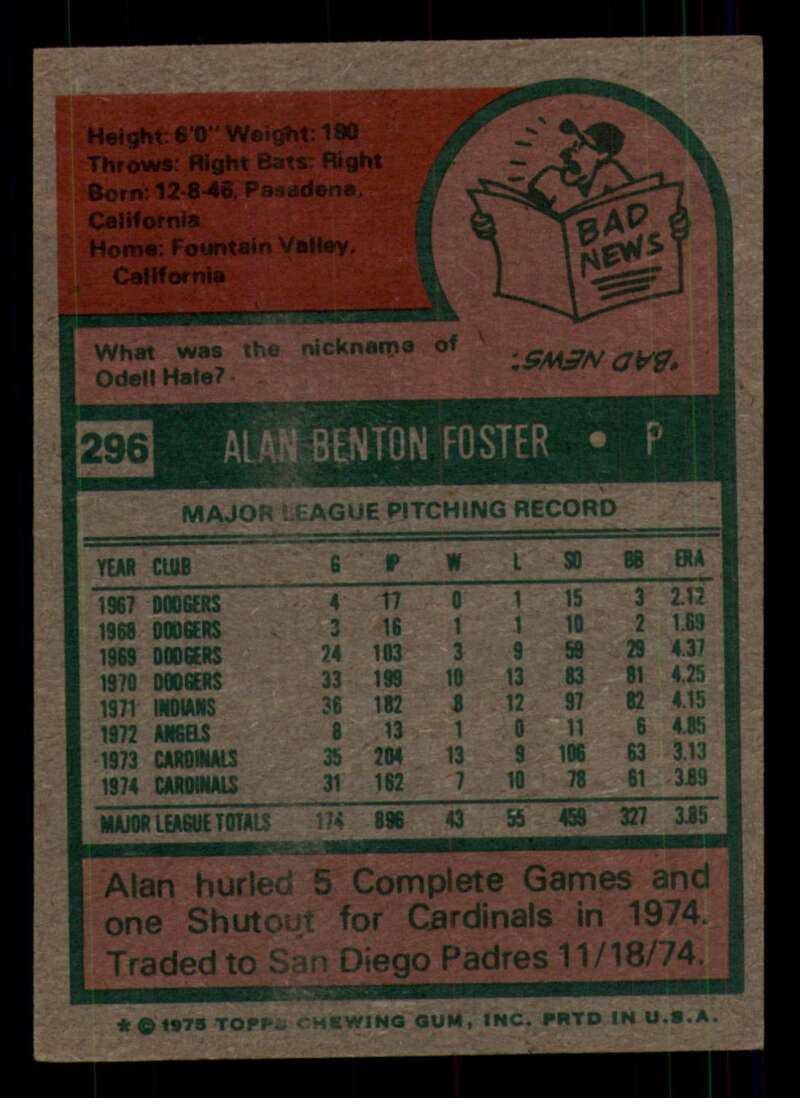 Height: 6'0" Weight: 180
Throws: Right Bats: Right
Born: 12-8-46, Pasadena,
California
Home: Fountain Valley,
California
BAD
NEWS
What was the nickname of
Odell Hale?
"BAD NEWS."
296 ALAN BENTON FOSTER • P
MAJOR LEAGUE PITCHING RECORD
YEAR CLUB G IP W L SO BB ERA
1967 DODGERS 4 17 0 1 15 3 2.12
1968 DODGERS 3 16 1 1 10 2 1.69
1969 DODGERS 24 103 3 9 59 29 4.37
1970 DODGERS 33 199 10 13 83 81 4.25
1971 INDIANS 36 182 8 12 97 82 4.15
1972 ANGELS 8 13 1 0 11 6 4.85
1973 CARDINALS 35 204 13 9 106 63 3.13
1974 CARDINALS 31 162 7 10 78 61 3.89
MAJOR LEAGUE TOTALS 174 896 43 55 459 327 3.85
Alan hurled 5 Complete Games and
one Shutout for Cardinals in 1974.
Traded to San Diego Padres 11/18/74.
* © 1975 TOPPS CHEWING GUM, INC. PRTD IN U.S.A.